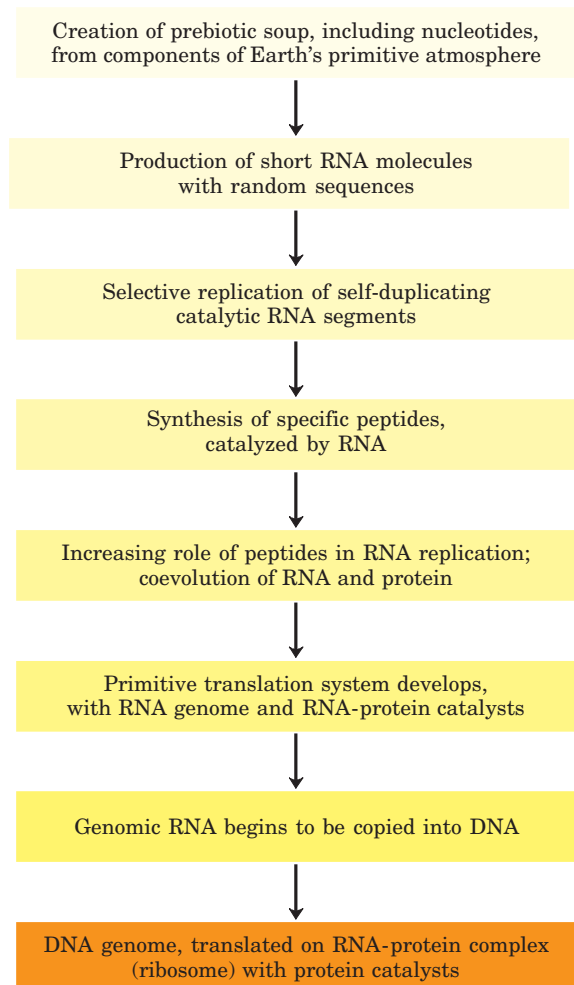 Creation of prebiotic soup, including nucleotides,
from components of Earth's primitive atmosphere
Production of short RNA molecules
with random sequences
Selective replication of self-duplicating
catalytic RNA segments
Synthesis of specific peptides,
catalyzed by RNA
Increasing role of peptides in RNA replication;
coevolution of RNA and protein
Primitive translation system develops,
with RNA genome and RNA-protein catalysts
Genomic RNA begins to be copied into DNA
DNA genome, translated on RNA-protein complex
(ribosome) with protein catalysts